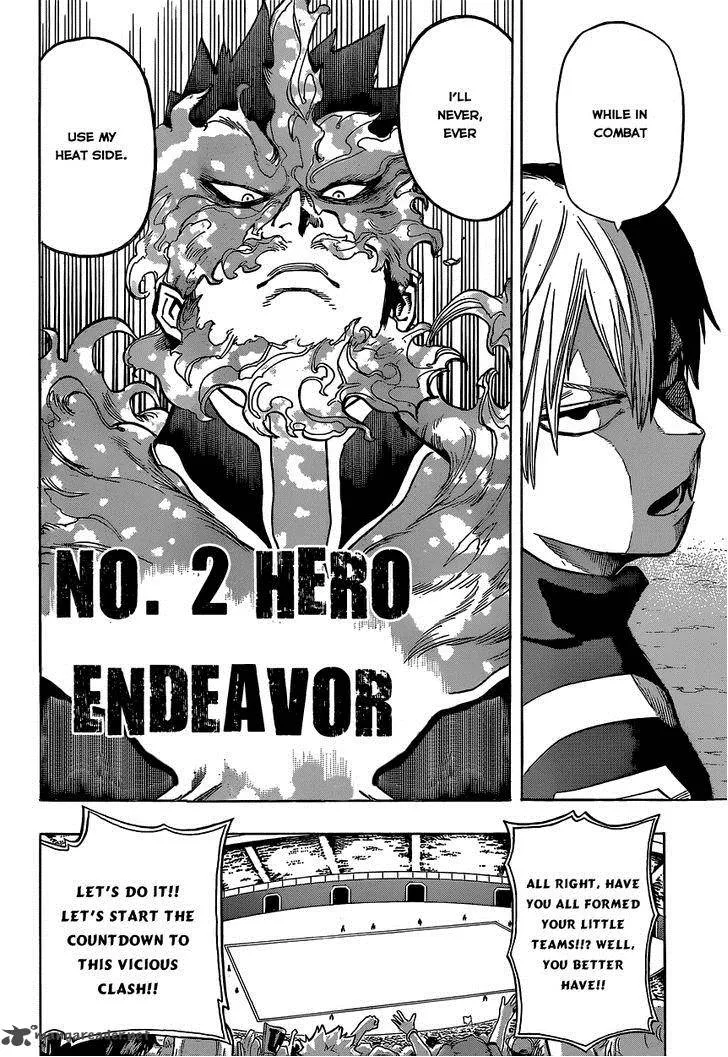 WHILE IN
COMBAT
I'LL
NEVER,
EVER
USE MY
HEAT SIDE.
NO. 2 HERO
ENDEAVOR
ALL RIGHT, HAVE
YOU ALL FORMED
YOUR LITTLE
TEAMS!!? WELL,
YOU BETTER
HAVE!!
LET'S DO IT!!
LET'S START THE
COUNTDOWN TO
THIS VICIOUS
CLASH!!